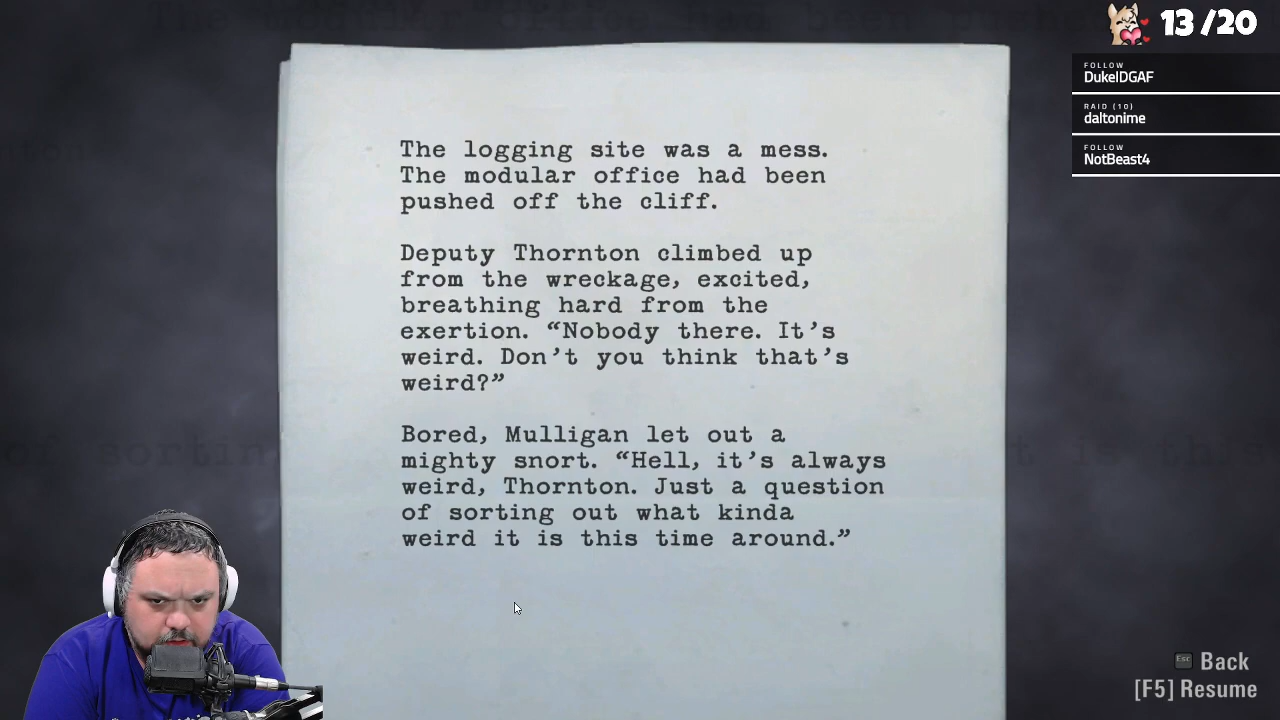 13/20
FOLLOW
DukeIDGAF
RAID (10)
daltonime
FOLLOW
NotBeast4
The logging site was a mess.
The modular office had been
pushed off the cliff.
Deputy Thornton climbed up
from the wreckage, excited,
breathing hard from the
exertion. “Nobody there. It’s
weird. Don’t you think that’s
weird?”
Bored, Mulligan let out a
mighty snort. “Hell, it’s always
weird, Thornton. Just a question
of sorting out what kinda
weird it is this time around.”
Esc Back
[F5] Resume